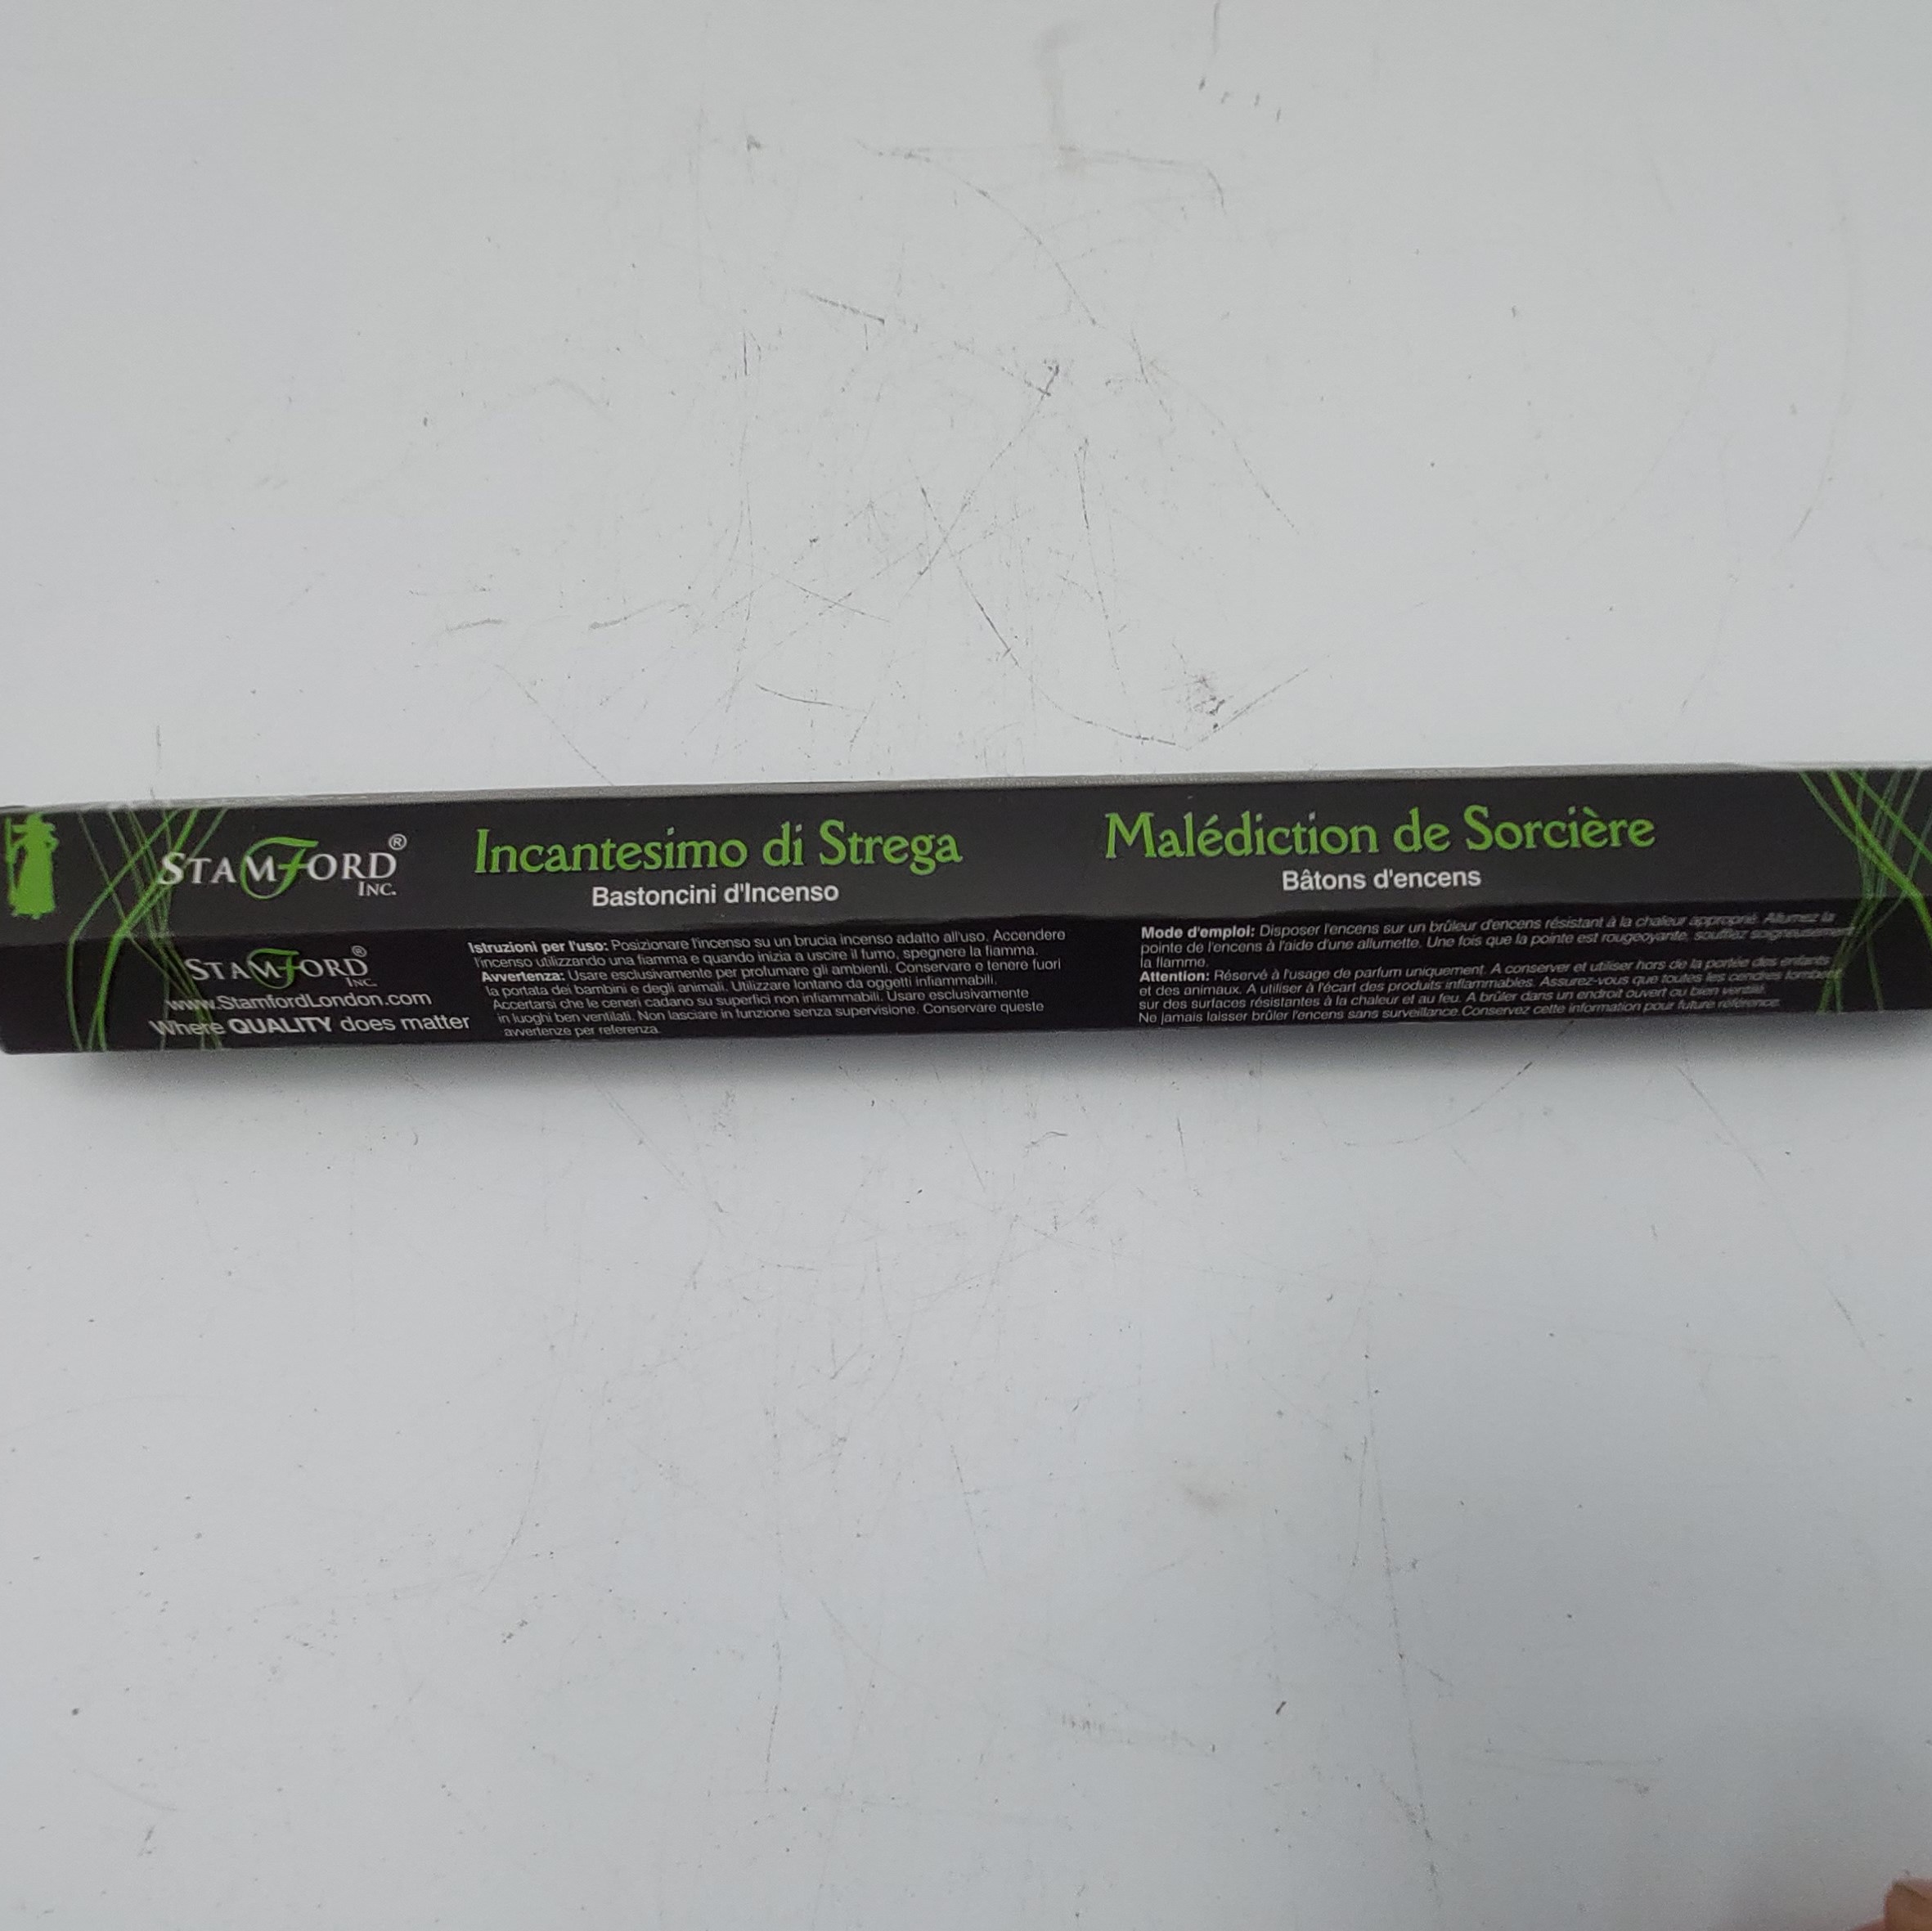 STAMFORD®
INC.
Incantesimo di Strega
Bastoncini d'Incenso
Malédiction de Sorcière
Bâtons d'encens
STAMFORD®
INC.
www.StamfordLondon.com
Where QUALITY does matter
Istruzioni per l'uso: Posizionare l'incenso su un brucia incenso adatto all'uso. Accendere
l'incenso utilizzando una fiamma e quando inizia a uscire il fumo, spegnere la fiamma.
Avvertenza: Usare esclusivamente per profumare gli ambienti. Conservare o tenere fuori
la portata dei bambini e degli animali. Utilizzare lontano da oggetti infiammabili.
Accertarsi che le ceneri cadano su superfici non infiammabili. Usare esclusivamente
in luoghi ben ventilati. Non lasciare in funzione senza supervisione. Conservare queste
avvertenze per referenza.
Mode d'emploi: Disposer l'encens sur un brûleur d'encens résistant à la chaleur approprié. Allumez la
pointe de l'encens à l'aide d'une allumette. Une fois que la pointe est rougeoyante, soufflez soigneusement
la flamme.
Attention: Réservé à l'usage de parfum uniquement. A conserver et utiliser hors de la portée des enfants
et des animaux. A utiliser à l'écart des produits inflammables. Assurez-vous que toutes les cendres tombent
sur des surfaces résistantes à la chaleur et au feu. A brûler dans un endroit ouvert ou bien ventilé.
Ne jamais laisser brûler l'encens sans surveillance. Conservez cette information pour future référence.